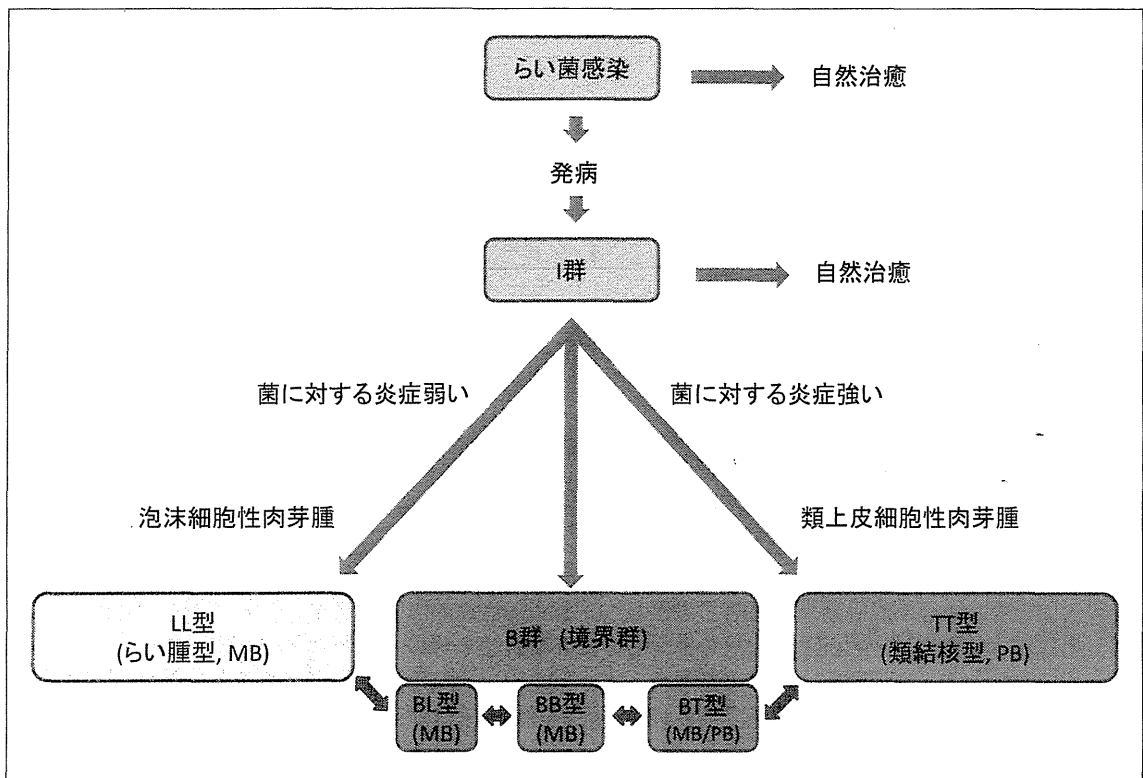 らい菌感染
自然治癒
発病
I群
自然治癒
菌に対する炎症弱い
菌に対する炎症強い
泡沫細胞性肉芽腫
類上皮細胞性肉芽腫
LL型
(らい腫型, MB)
B群 (境界群)
TT型
(類結核型, PB)
BL型
(MB)
BB型
(MB)
BT型
(MB/PB)